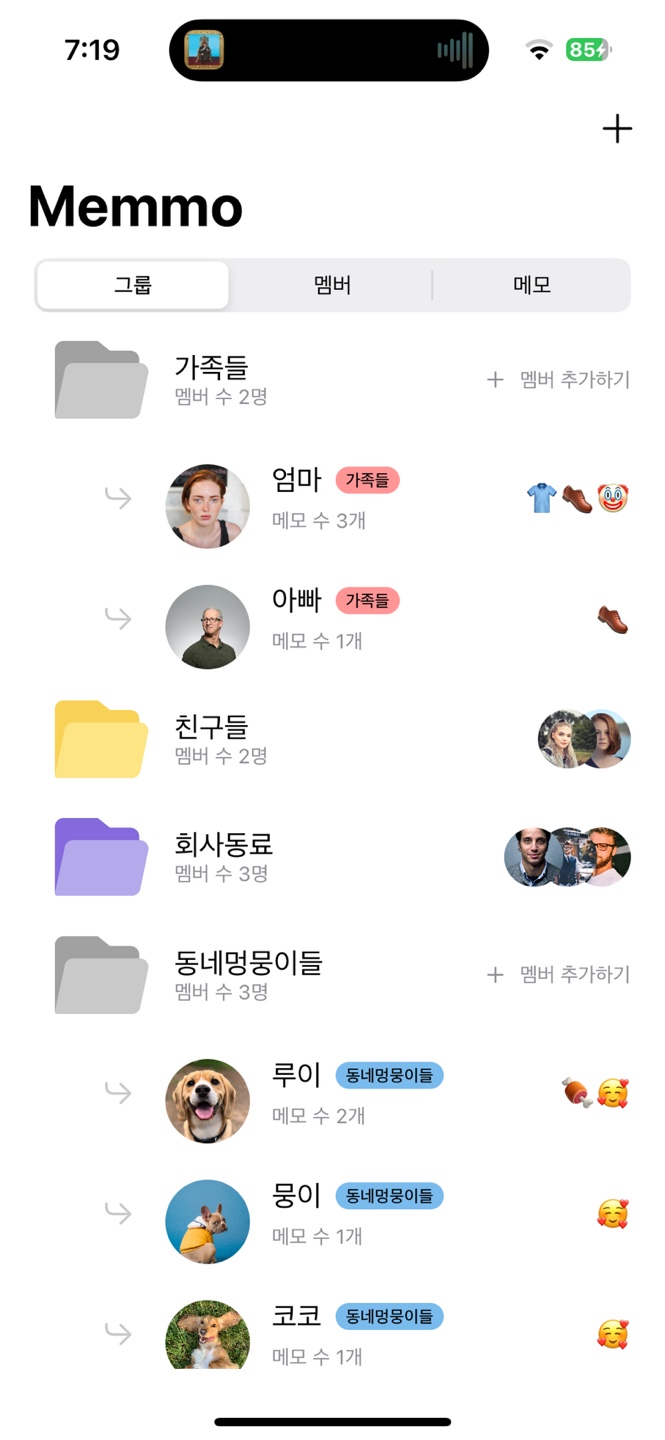 7:19
85
Memmo
그룹 멤버 메모
가족들
멤버 수 2명
+ 멤버 추가하기
엄마 가족들
메모 수 3개
아빠 가족들
메모 수 1개
친구들
멤버 수 2명
회사동료
멤버 수 3명
동네멍뭉이들
멤버 수 3명
+ 멤버 추가하기
루이 동네멍뭉이들
메모 수 2개
뭉이 동네멍뭉이들
메모 수 1개
코코 동네멍뭉이들
메모 수 1개